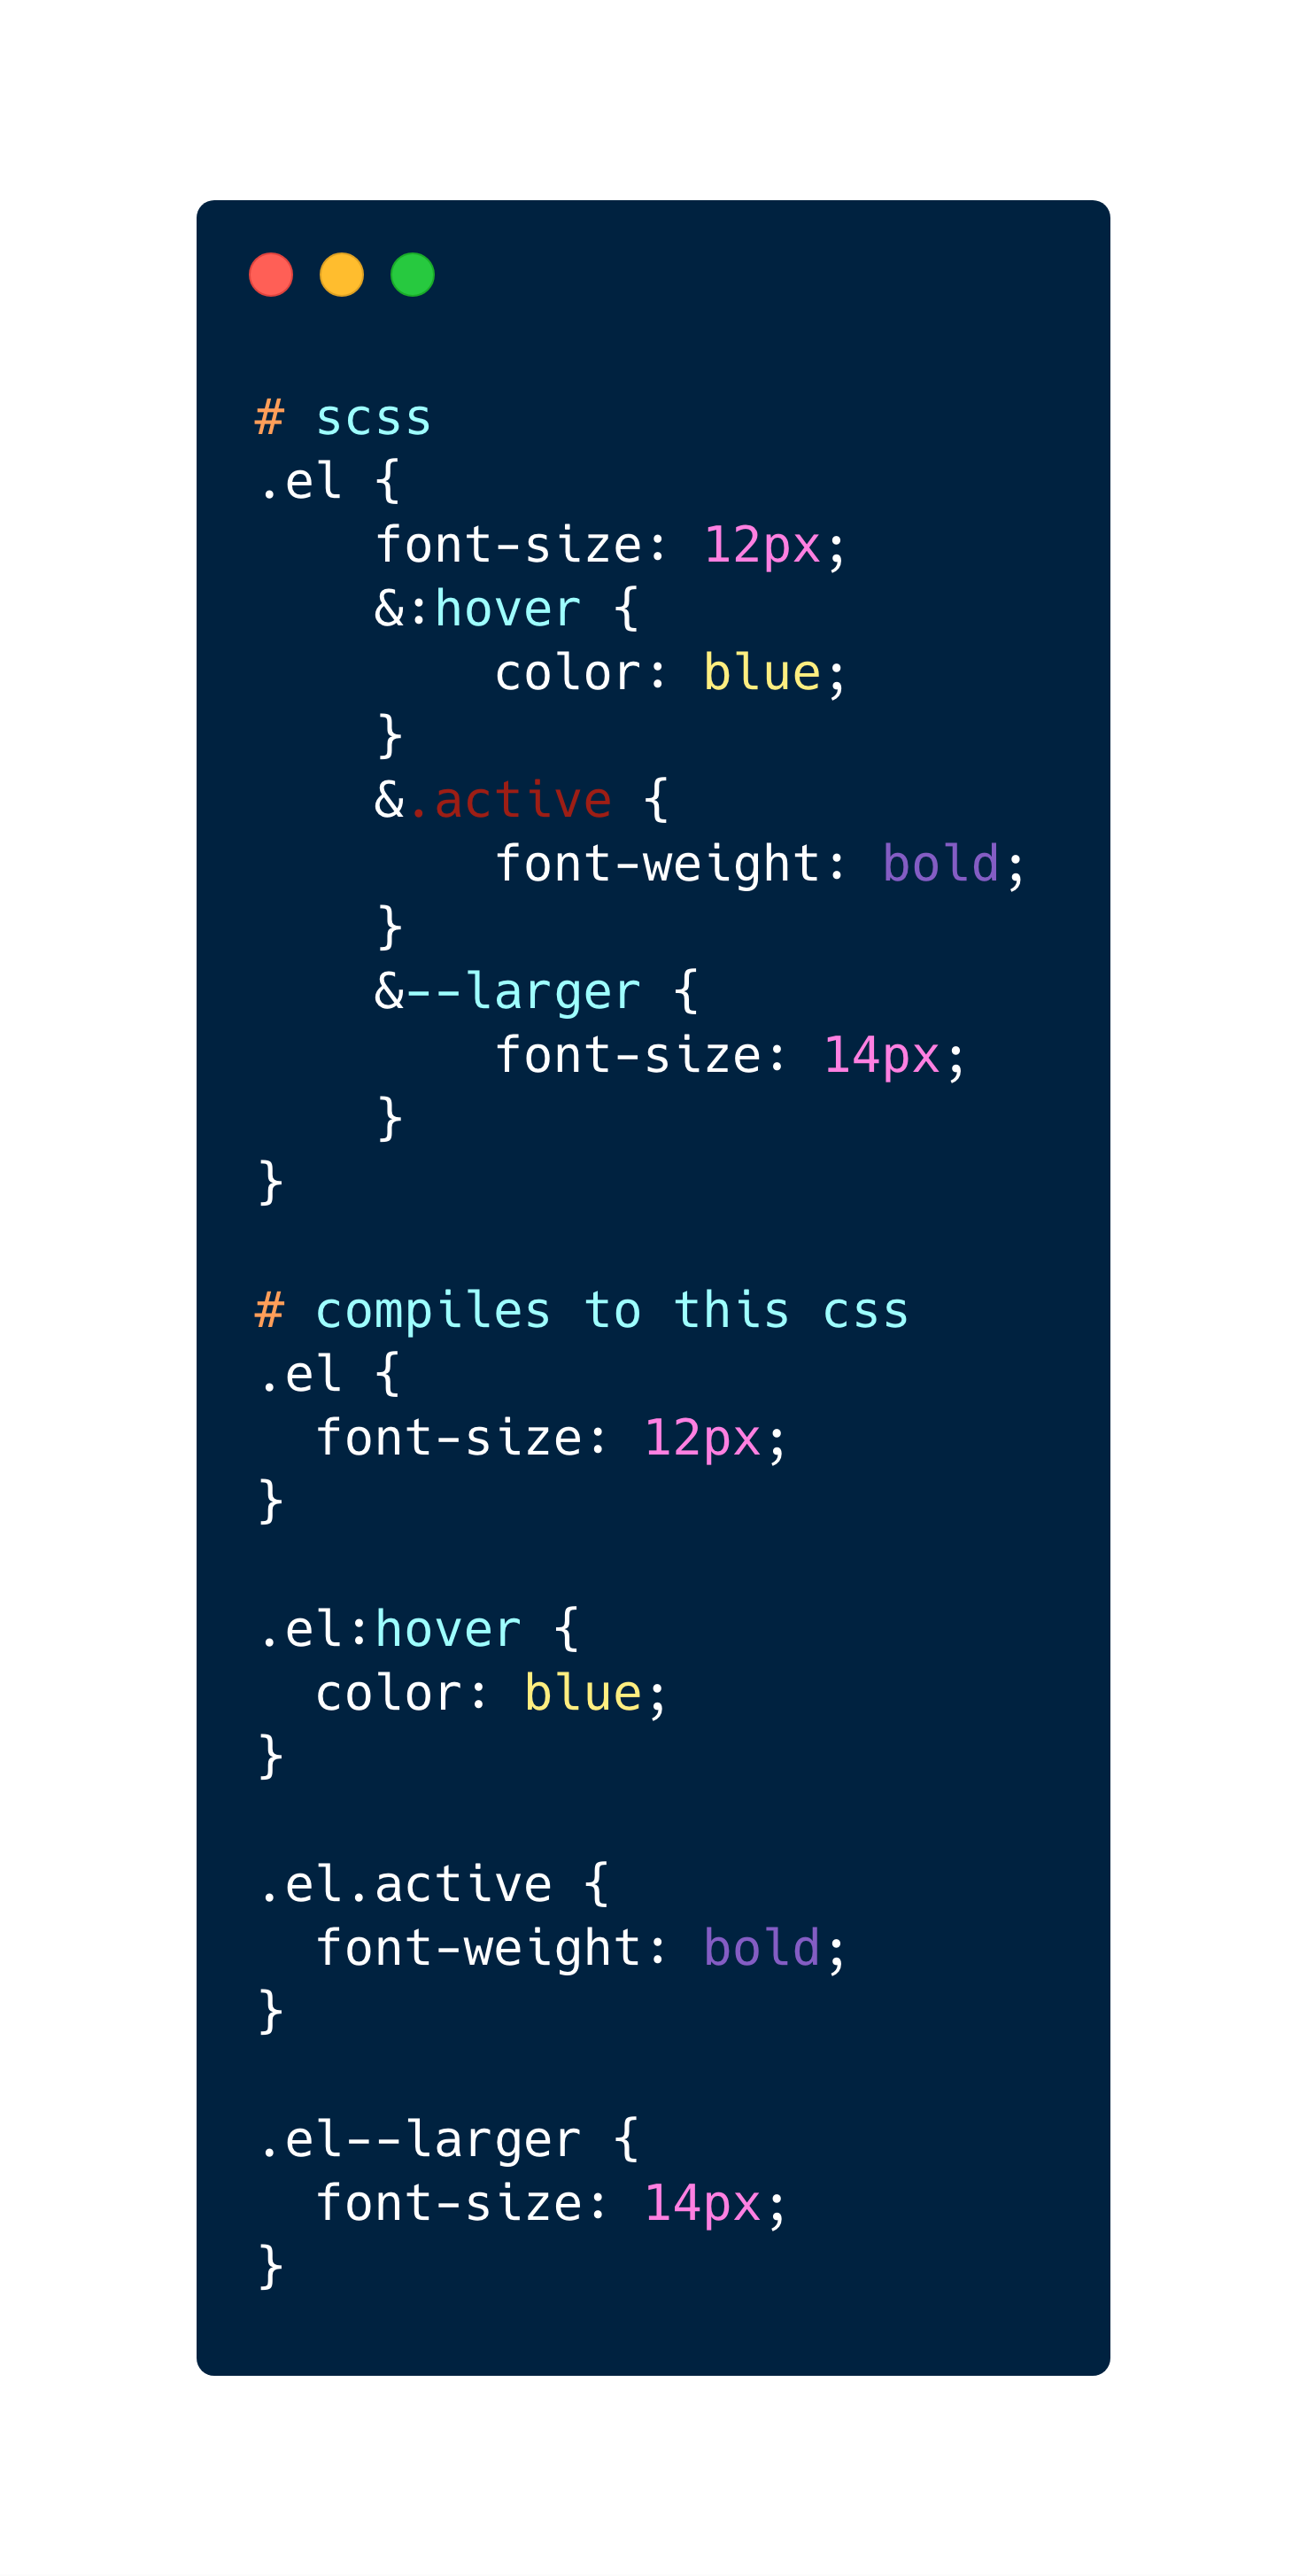 # scss
.el {
    font-size: 12px;
    &:hover {
        color: blue;
    }
    &.active {
        font-weight: bold;
    }
    &--larger {
        font-size: 14px;
    }
}

# compiles to this css
.el {
  font-size: 12px;
}

.el:hover {
  color: blue;
}

.el.active {
  font-weight: bold;
}

.el--larger {
  font-size: 14px;
}